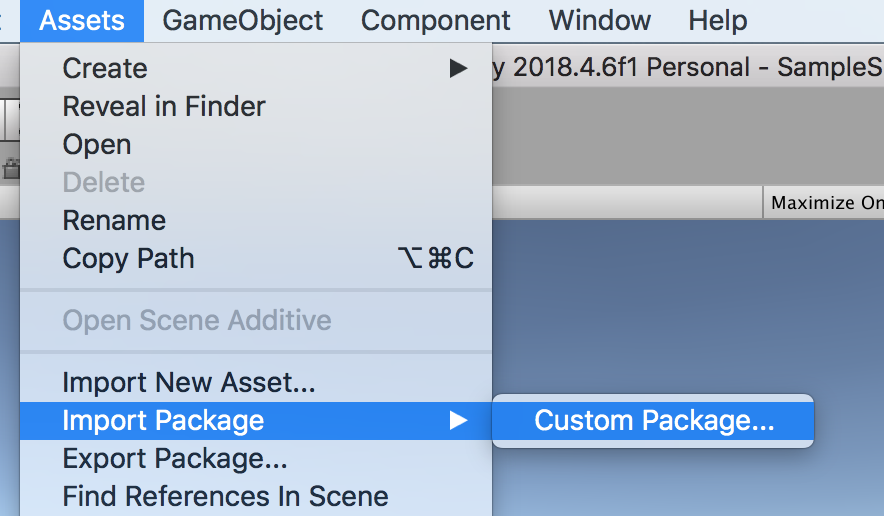 Assets GameObject Component Window Help
Create
y 2018.4.6f1 Personal - SampleS
Reveal in Finder
Open
Delete
Rename
Maximize On
Copy Path ⌥⌘C
Open Scene Additive
Import New Asset...
Import Package
Custom Package...
Export Package...
Find References In Scene